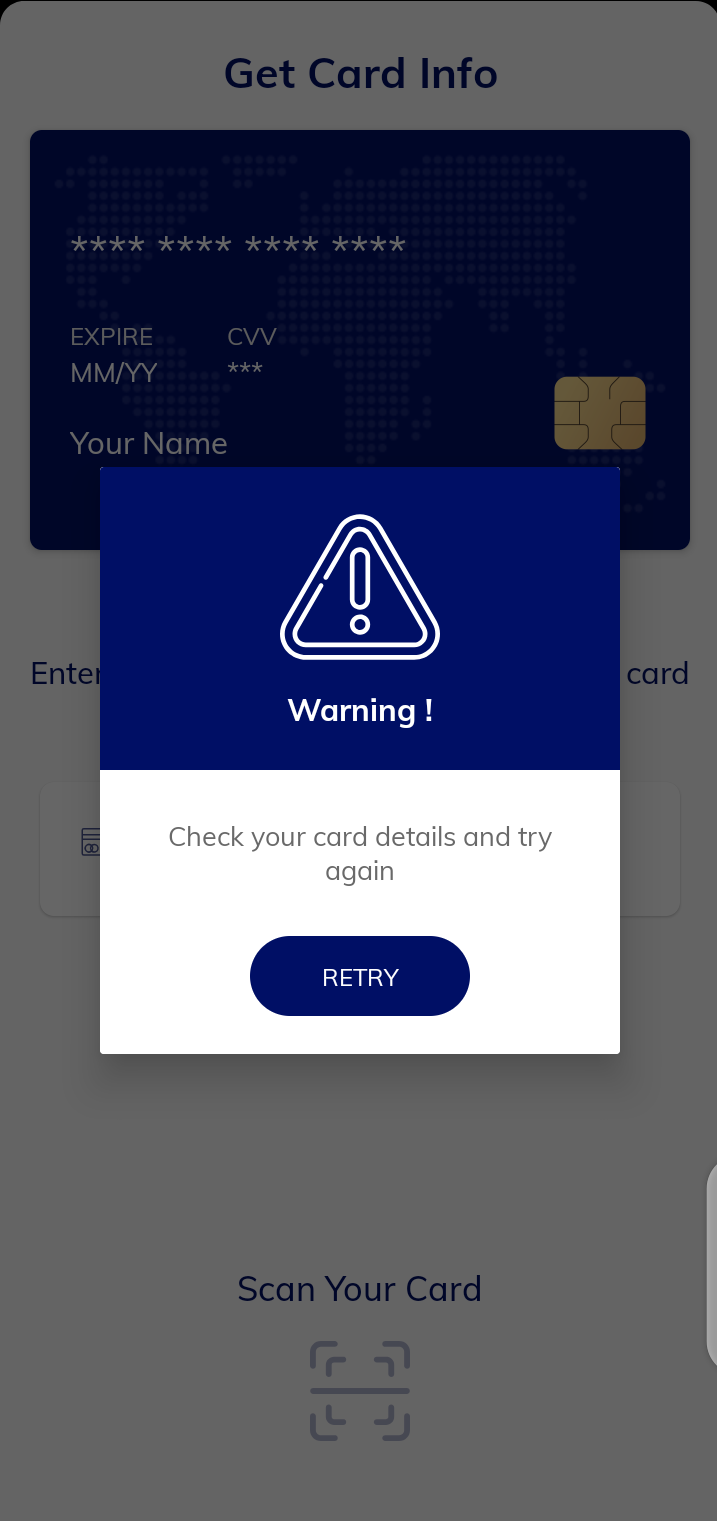 Get Card Info
**** **** **** ****
EXPIRE CVV
MM/YY ***
Your Name
Warning !
Enter card
Check your card details and try
again
RETRY
Scan Your Card